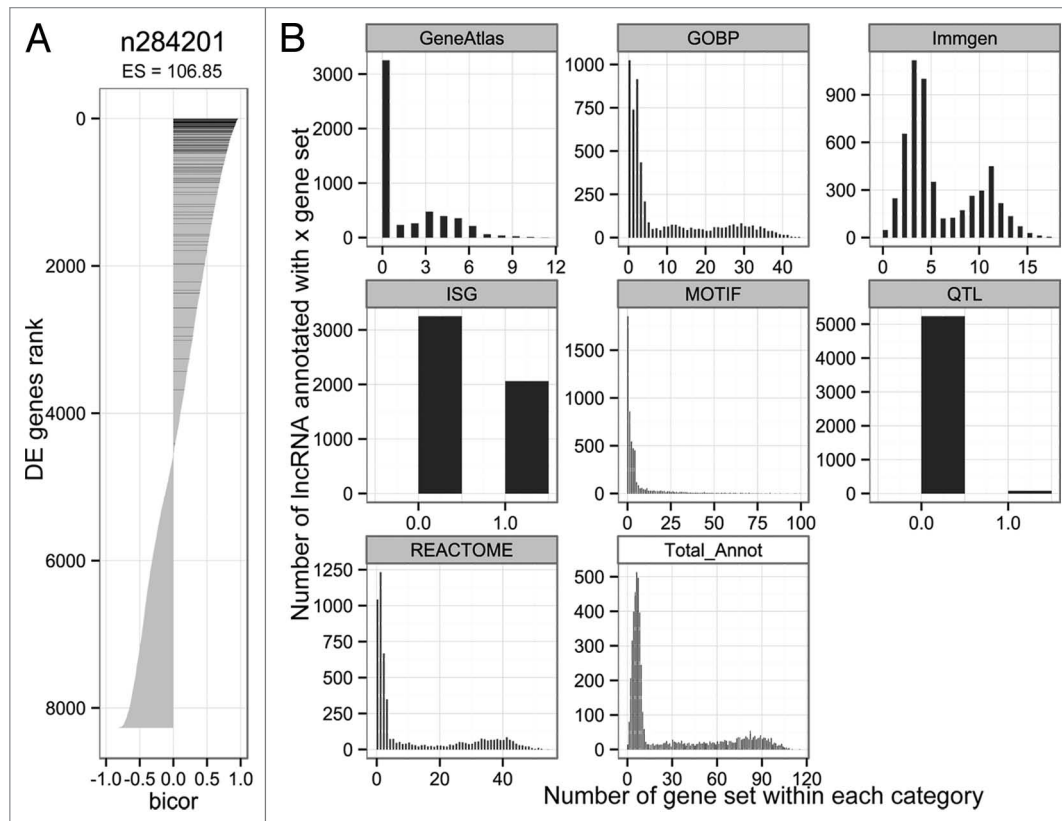 A
n284201
ES = 106.85
DE genes rank
0
2000
4000
6000
8000
-1.0 -0.5 0.0 0.5 1.0
bicor
B
Number of lncRNA annotated with x gene set
GeneAtlas
3000
2000
1000
0
0 3 6 9 12
GOBP
1000
750
500
250
0
0 10 20 30 40
Immgen
900
600
300
0
0 5 10 15
ISG
3000
2000
1000
0
0.0 1.0
MOTIF
1500
1000
500
0
0 25 50 75 100
QTL
5000
4000
3000
2000
1000
0
0.0 1.0
REACTOME
1250
1000
750
500
250
0
0 20 40
Total_Annot
500
400
300
200
100
0
0 30 60 90 120
Number of gene set within each category